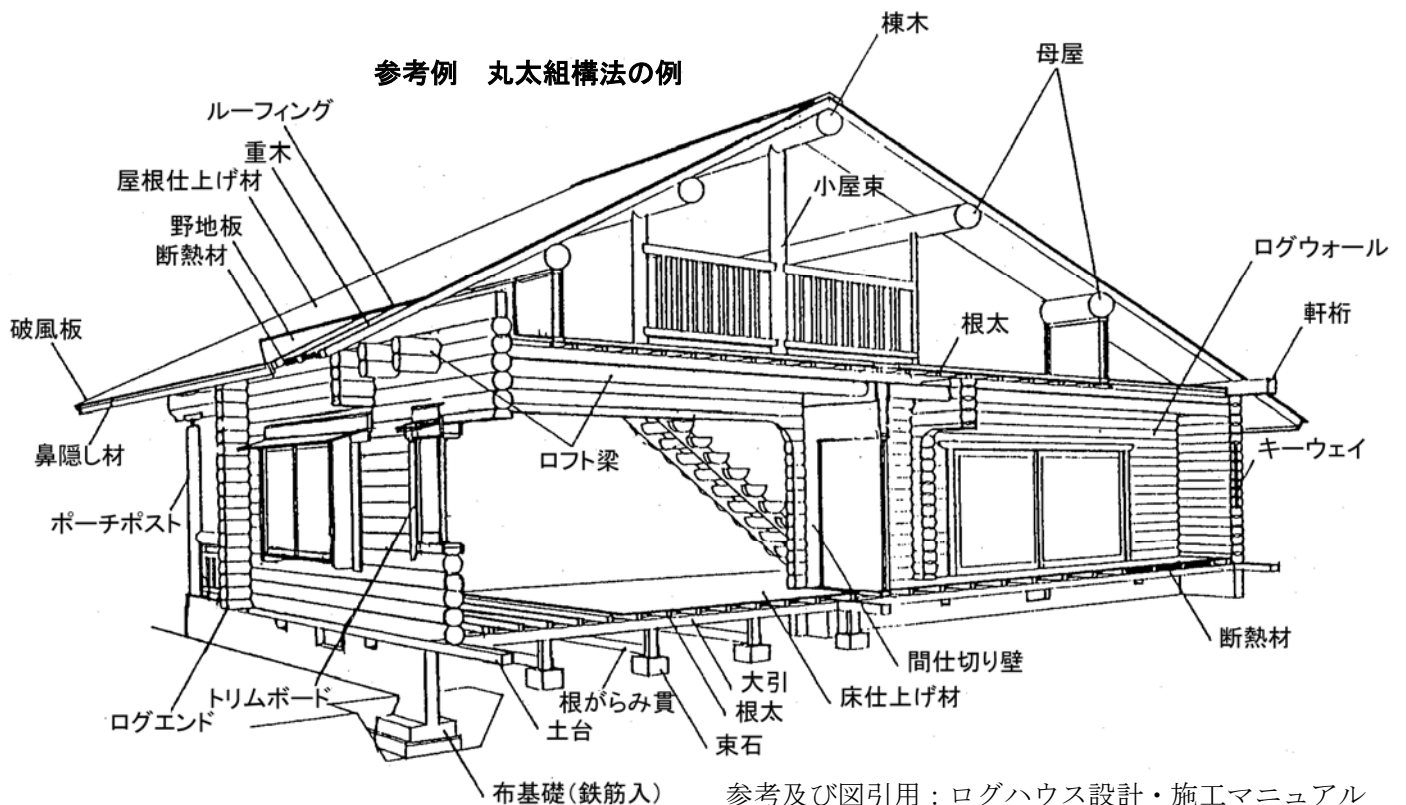 棟木
母屋
参考例　丸太組構法の例
ルーフィング
重木
屋根仕上げ材
小屋束
野地板
断熱材
ログウォール
破風板
根太
軒桁
鼻隠し材
ロフト梁
キーウェイ
ポーチポスト
断熱材
間仕切り壁
トリムボード
根がらみ貫
大引
床仕上げ材
ログエンド
土台
根太
束石
布基礎(鉄筋入)
参考及び図引用：ログハウス設計・施工マニュアル